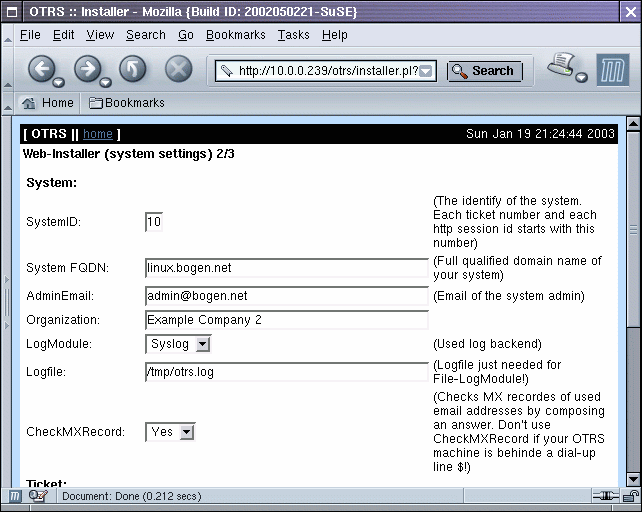 OTRS :: Installer - Mozilla {Build ID: 2002050221-SuSE}
File Edit View Search Go Bookmarks Tasks Help
http://10.0.0.239/otrs/installer.pl? Search
Home Bookmarks
[ OTRS || home ] Sun Jan 19 21:24:44 2003
Web-Installer (system settings) 2/3
System:
SystemID: 10
(The identify of the system.
Each ticket number and each
http session id starts with this
number)
System FQDN: linux.bogen.net
(Full qualified domain name of
your system)
AdminEmail: admin@bogen.net (Email of the system admin)
Organization: Example Company 2
LogModule: Syslog (Used log backend)
Logfile: /tmp/otrs.log
(Logfile just needed for
File-LogModule!)
CheckMXRecord: Yes
(Checks MX recordes of used
email addresses by composing
an answer. Don't use
CheckMXRecord if your OTRS
machine is behinde a dial-up
line $!)
Ticket:
Document: Done (0.212 secs)